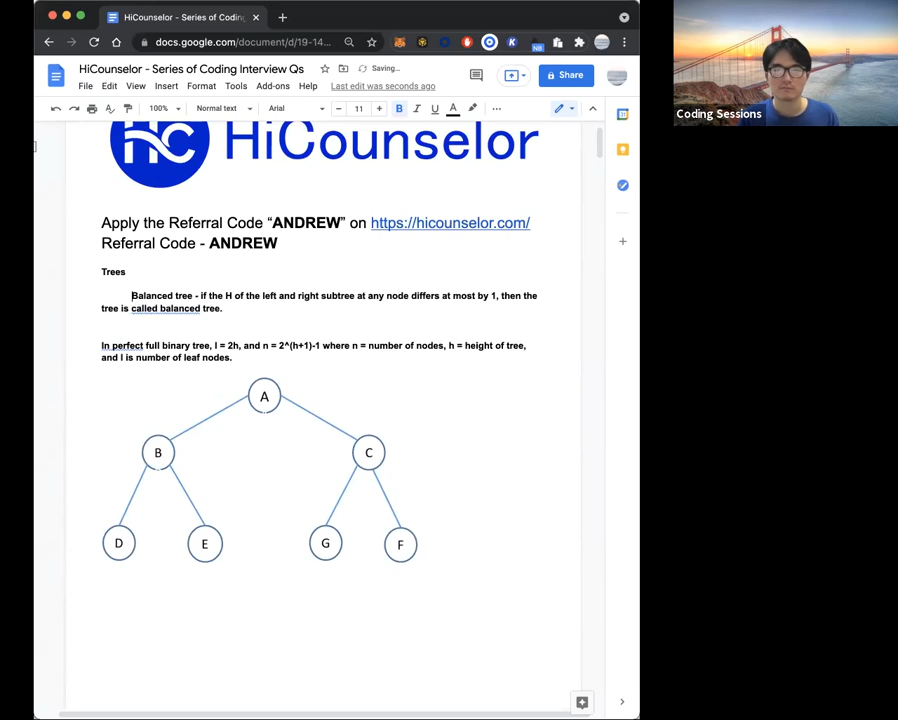 HiCounselor - Series of Coding
docs.google.com/document/d/19-14...
N8
HiCounselor - Series of Coding Interview Qs
Saving...
Share
File Edit View Insert Format Tools Add-ons Help Last edit was seconds ago
100% Normal text Arial 11 B I U A
HiCounselor
Apply the Referral Code “ANDREW” on https://hicounselor.com/
Referral Code - ANDREW
Trees
Balanced tree - if the H of the left and right subtree at any node differs at most by 1, then the
tree is called balanced tree.
In perfect full binary tree, l = 2h, and n = 2^(h+1)-1 where n = number of nodes, h = height of tree,
and l is number of leaf nodes.
A
B C
D E G F
Coding Sessions